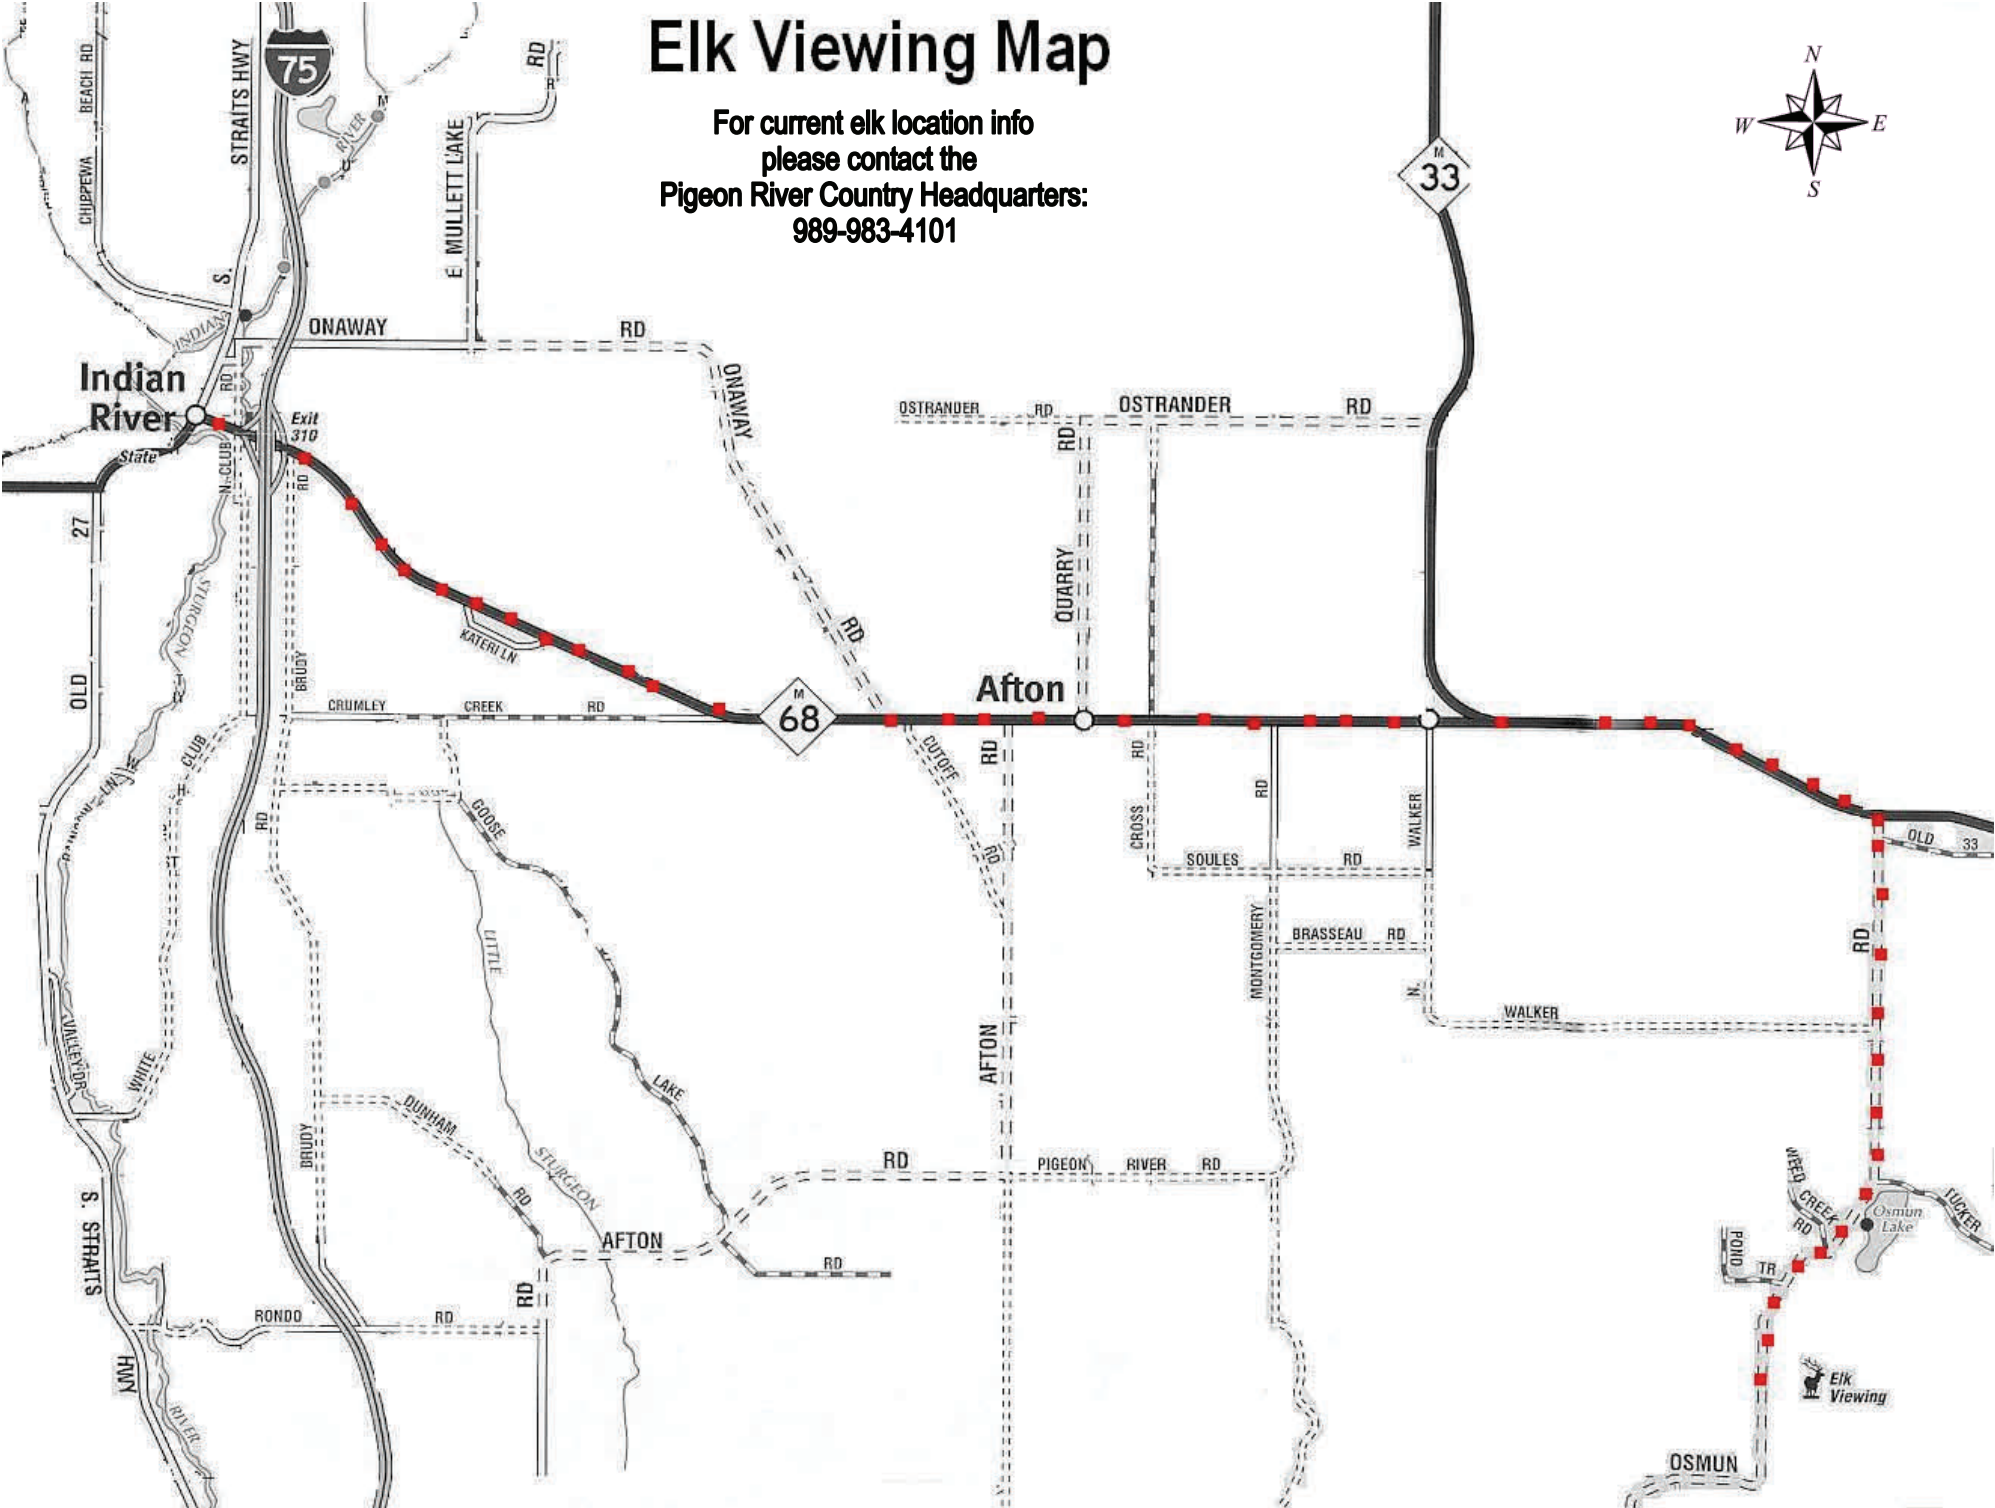 Elk Viewing Map
For current elk location info
please contact the
Pigeon River Country Headquarters:
989-983-4101
N
W
E
S
75
M
33
BEACH RD
CHIPPEWA
STRAITS HWY
S.
RIVER
INDIAN
E MULLETT LAKE
RD
ONAWAY
RD
ONAWAY
RD
Indian
River
RD
Exit
310
State
N. CLUB
RD
OSTRANDER
RD
OSTRANDER
RD
RD
QUARRY
27
OLD
STURGEON
BRUDY
KATERI LN
CRUMLEY
CREEK
RD
M
68
Afton
RD
CUTOFF
RD
RD
CROSS
RD
WALKER
SOULES
RD
MONTGOMERY
BRASSEAU
RD
N.
WALKER
OLD
33
RD
CLUB
LN
RD
GOOSE
LITTLE
VALLEY DR
WHITE
LAKE
AFTON
DUNHAM
RD
BRUDY
STURGEON
RD
PIGEON
RIVER
RD
AFTON
RD
RD
WEED
CREEK
RD
Osmun
Lake
TUCKER
POND
TR
S. STRAITS
HWY
RONDO
RD
RIVER
Elk
Viewing
OSMUN